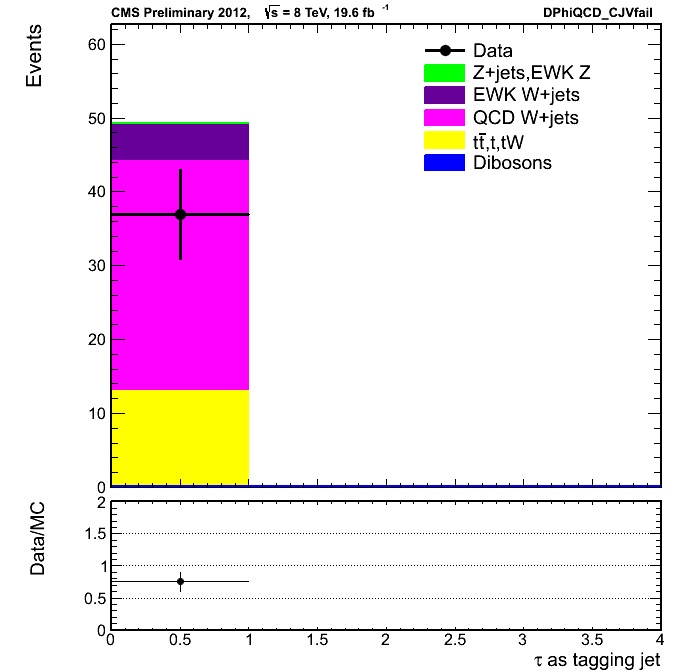 CMS Preliminary 2012, √s = 8 TeV, 19.6 fb⁻¹ DPhiQCD_CJVfail
Events
60
50
40
30
20
10
0
Data
Z+jets,EWK Z
EWK W+jets
QCD W+jets
tt̅,t,tW
Dibosons
Data/MC
2
1.5
1
0.5
0
0 0.5 1 1.5 2 2.5 3 3.5 4
τ as tagging jet